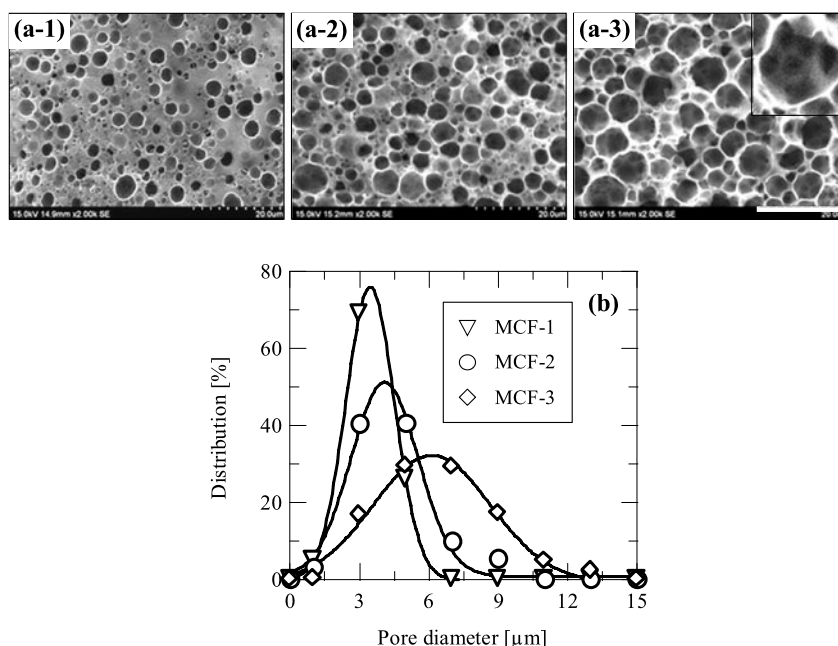 (a-1)
(a-2)
(a-3)
15.0kV 14.9mm x2.00k SE
20.0um
15.0kV 15.2mm x2.00k SE
20.0um
15.0kV 15.1mm x2.00k SE
20.0
(b)
80
60
40
20
0
Distribution [%]
MCF-1
MCF-2
MCF-3
0
3
6
9
12
15
Pore diameter [μm]